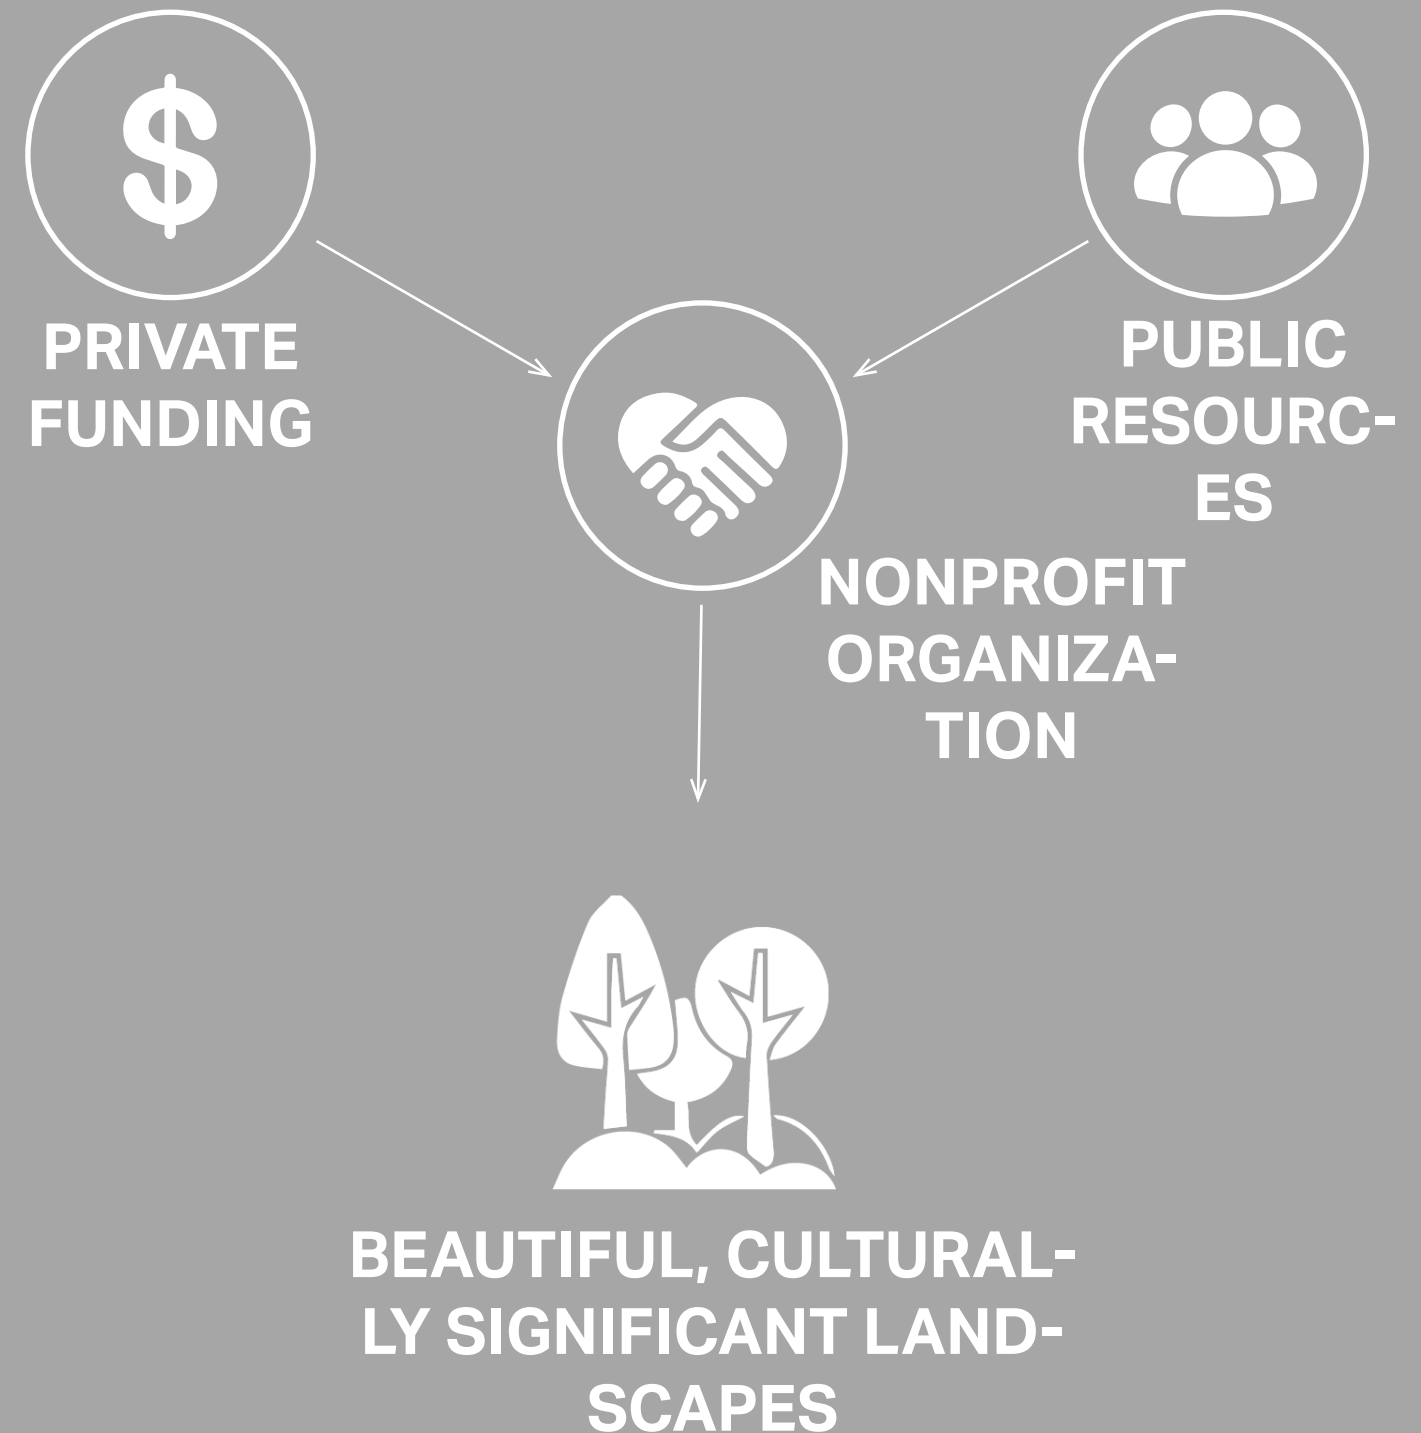 PRIVATE
FUNDING
PUBLIC
RESOURC-
ES
NONPROFIT
ORGANIZA-
TION
BEAUTIFUL, CULTURAL-
LY SIGNIFICANT LAND-
SCAPES